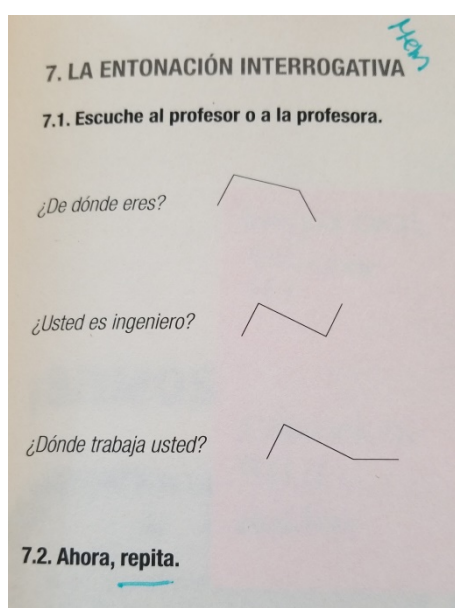 7. LA ENTONACIÓN INTERROGATIVA
7.1. Escuche al profesor o a la profesora.
¿De dónde eres?
¿Usted es ingeniero?
¿Dónde trabaja usted?
7.2. Ahora, repita.